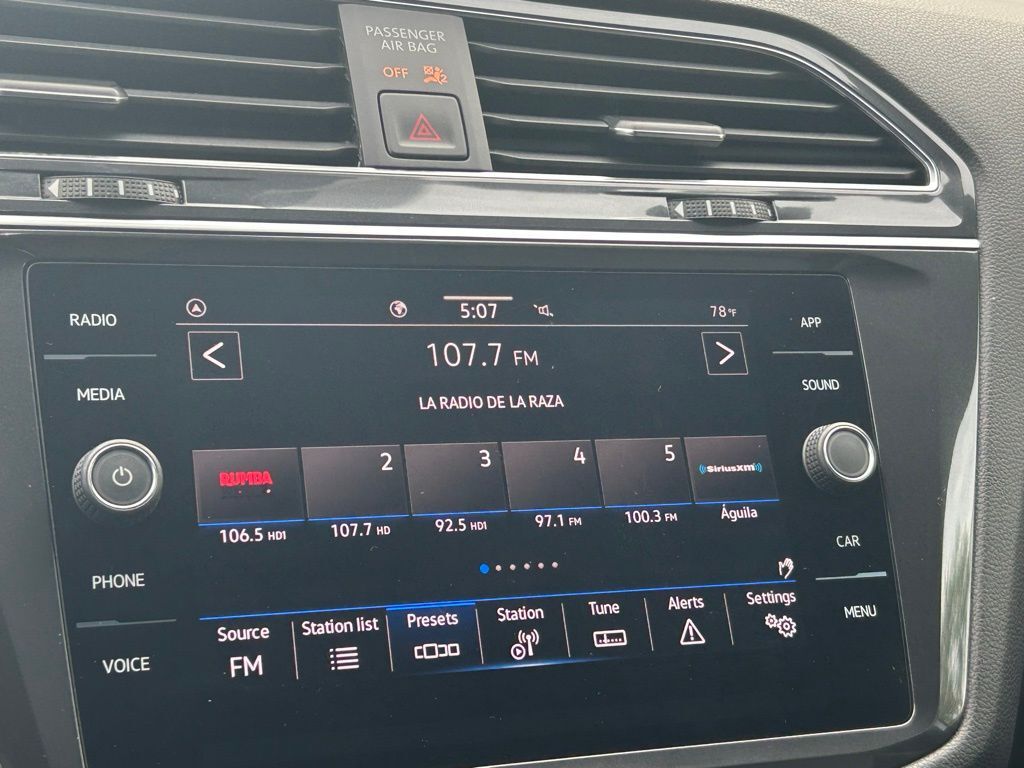 PASSENGER
AIR BAG
OFF
2
RADIO
5:07
78°F
APP
107.7 FM
MEDIA
SOUND
LA RADIO DE LA RAZA
RUMBA
2
3
4
5
SiriusXM
106.5 HD1
107.7 HD
92.5 HD1
97.1 FM
100.3 FM
Águila
CAR
PHONE
Source
Station list
Presets
Station
Tune
Alerts
Settings
MENU
FM
VOICE